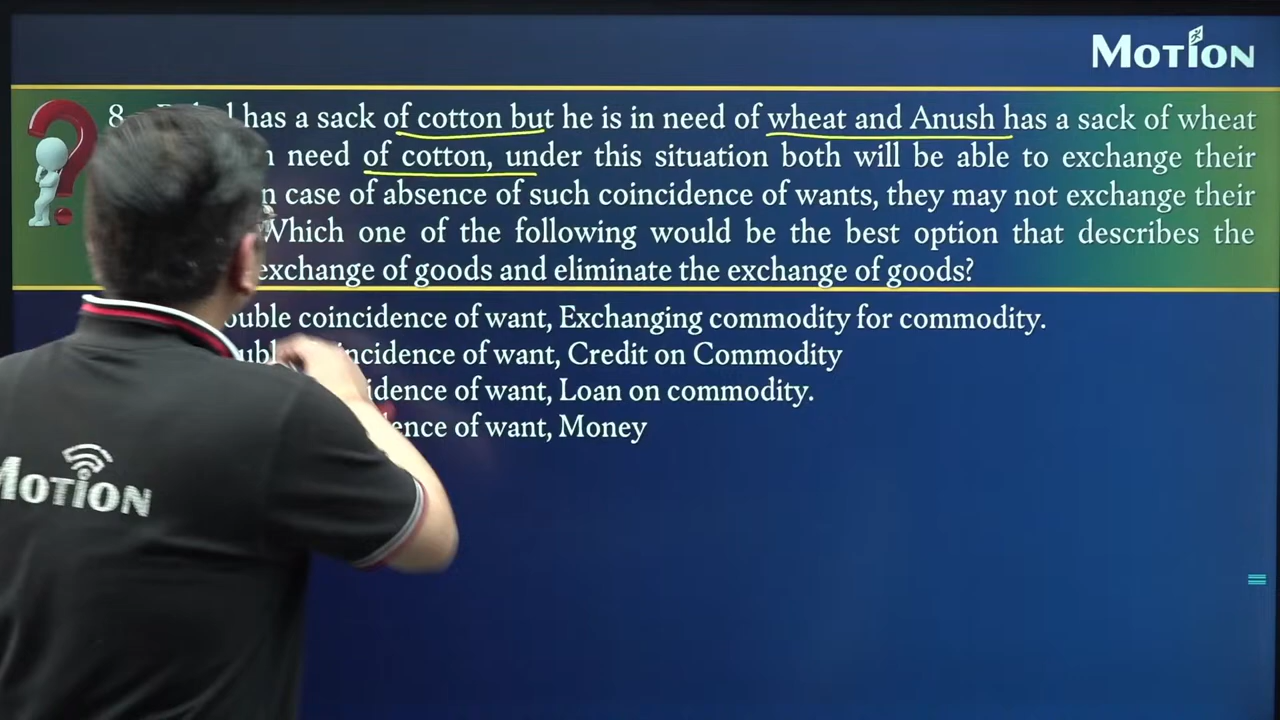 MOTION
8. has a sack of cotton but he is in need of wheat and Anush has a sack of wheat
need of cotton, under this situation both will be able to exchange their
case of absence of such coincidence of wants, they may not exchange their
Which one of the following would be the best option that describes the
exchange of goods and eliminate the exchange of goods?
coincidence of want, Exchanging commodity for commodity.
of want, Credit on Commodity
of want, Loan on commodity.
of want, Money
MOTION